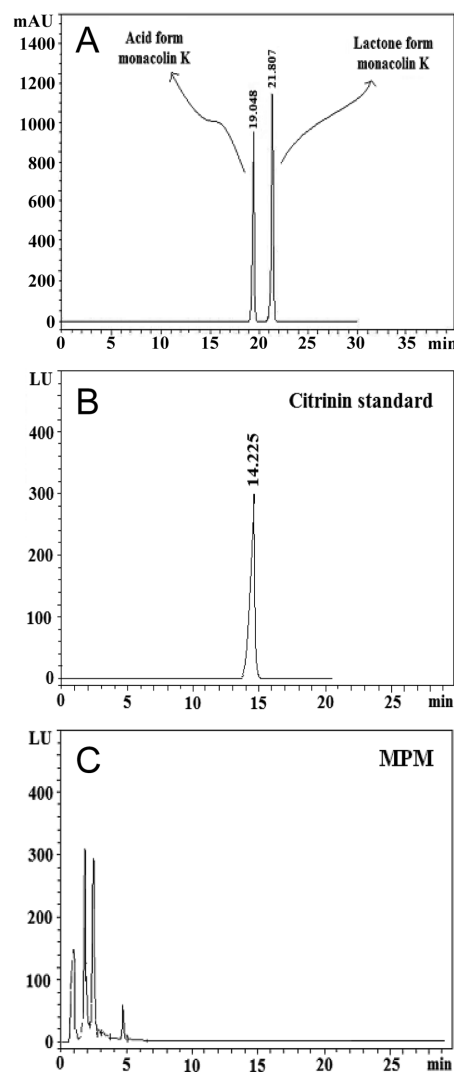 mAU
A
Acid form
monacolin K
Lactone form
monacolin K
19.048
21.807
1400
1200
1000
800
600
400
200
0
0 5 10 15 20 25 30 35 min
LU
B
Citrinin standard
14.225
400
300
200
100
0
0 5 10 15 20 25 min
LU
C
MPM
400
300
200
100
0
0 5 10 15 20 25 min